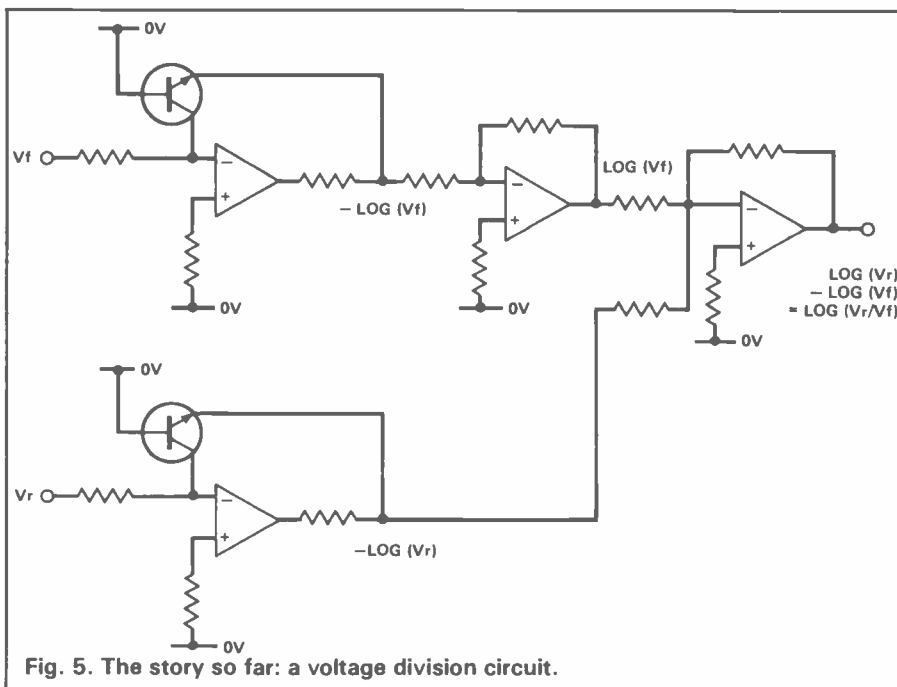 0V
Vf
−
+
− LOG (Vf)
0V
−
+
0V
LOG (Vf)
−
+
0V
LOG (Vr)
− LOG (Vf)
= LOG (Vr/Vf)
0V
Vr
−
+
−LOG (Vr)
0V
Fig. 5. The story so far: a voltage division circuit.